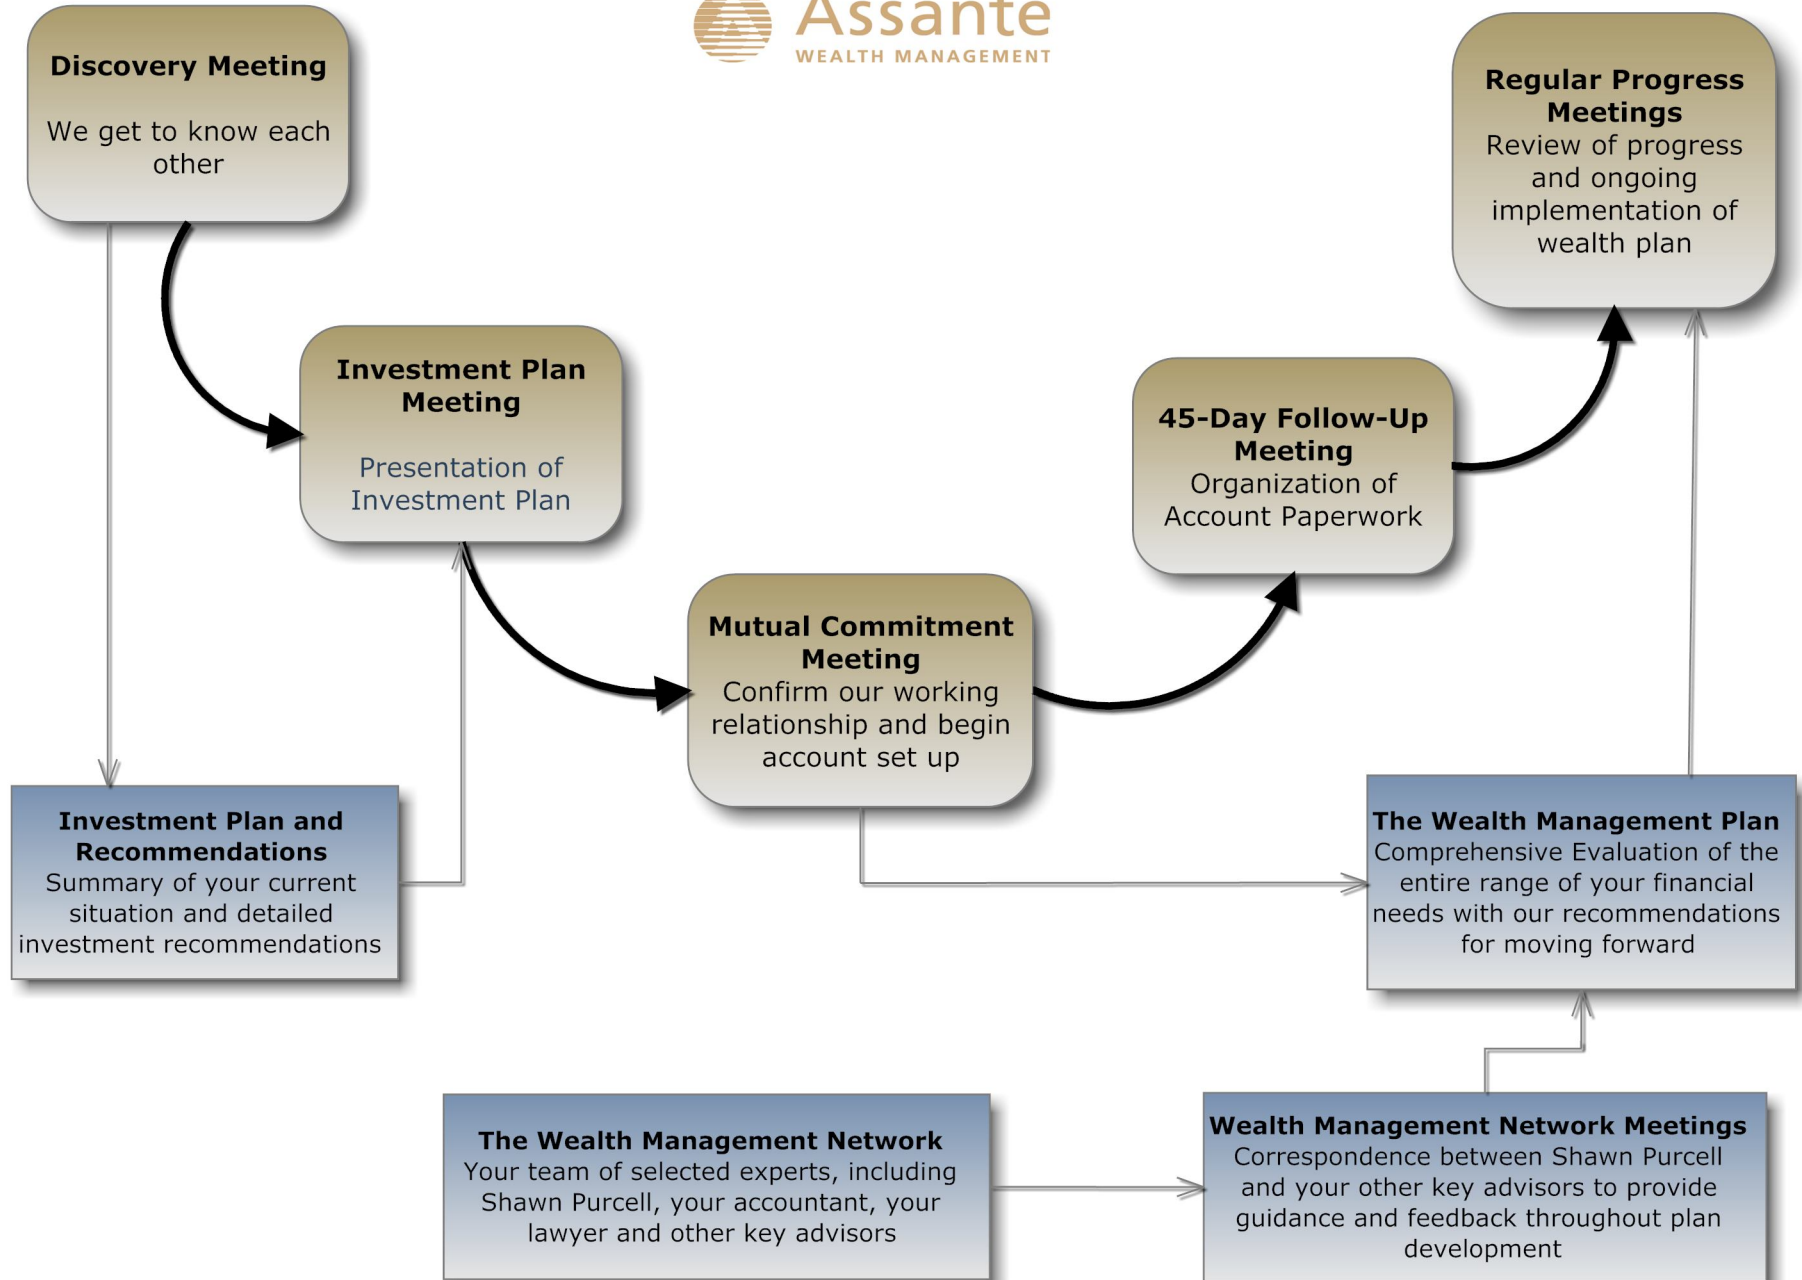 Assante
WEALTH MANAGEMENT
Discovery Meeting
We get to know each
other
Investment Plan
Meeting
Presentation of
Investment Plan
Mutual Commitment
Meeting
Confirm our working
relationship and begin
account set up
45-Day Follow-Up
Meeting
Organization of
Account Paperwork
Regular Progress
Meetings
Review of progress
and ongoing
implementation of
wealth plan
Investment Plan and
Recommendations
Summary of your current
situation and detailed
investment recommendations
The Wealth Management Plan
Comprehensive Evaluation of the
entire range of your financial
needs with our recommendations
for moving forward
The Wealth Management Network
Your team of selected experts, including
Shawn Purcell, your accountant, your
lawyer and other key advisors
Wealth Management Network Meetings
Correspondence between Shawn Purcell
and your other key advisors to provide
guidance and feedback throughout plan
development